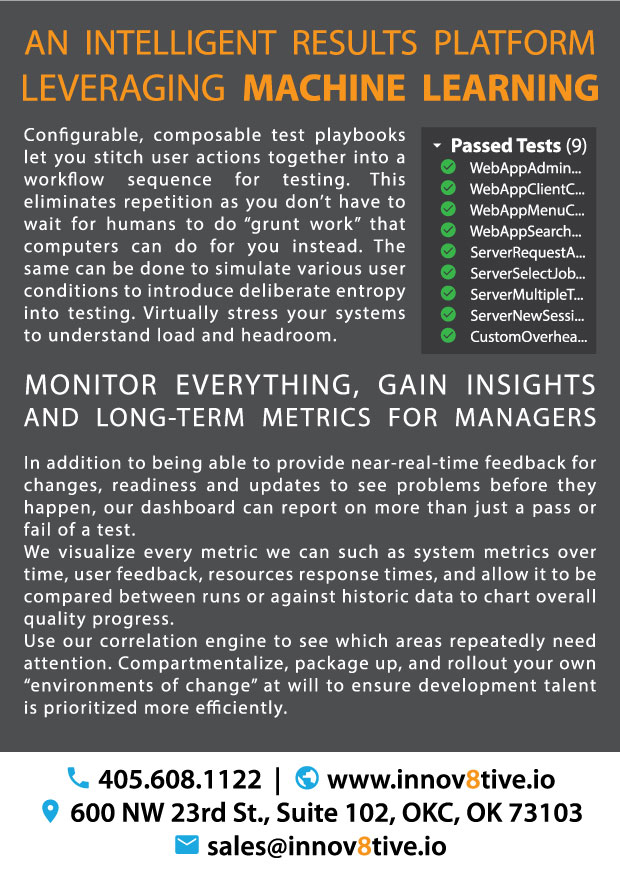 AN INTELLIGENT RESULTS PLATFORM
LEVERAGING MACHINE LEARNING
Configurable, composable test playbooks
let you stitch user actions together into a
workflow sequence for testing. This
eliminates repetition as you don’t have to
wait for humans to do “grunt work” that
computers can do for you instead. The
same can be done to simulate various user
conditions to introduce deliberate entropy
into testing. Virtually stress your systems
to understand load and headroom.
Passed Tests (9)
WebAppAdmin...
WebAppClientC...
WebAppMenuC...
WebAppSearch...
ServerRequestA...
ServerSelectJob...
ServerMultipleT...
ServerNewSessi...
CustomOverhea...
MONITOR EVERYTHING, GAIN INSIGHTS
AND LONG-TERM METRICS FOR MANAGERS
In addition to being able to provide near-real-time feedback for
changes, readiness and updates to see problems before they
happen, our dashboard can report on more than just a pass or
fail of a test.
We visualize every metric we can such as system metrics over
time, user feedback, resources response times, and allow it to be
compared between runs or against historic data to chart overall
quality progress.
Use our correlation engine to see which areas repeatedly need
attention. Compartmentalize, package up, and rollout your own
“environments of change” at will to ensure development talent
is prioritized more efficiently.
405.608.1122 | www.innov8tive.io
600 NW 23rd St., Suite 102, OKC, OK 73103
sales@innov8tive.io